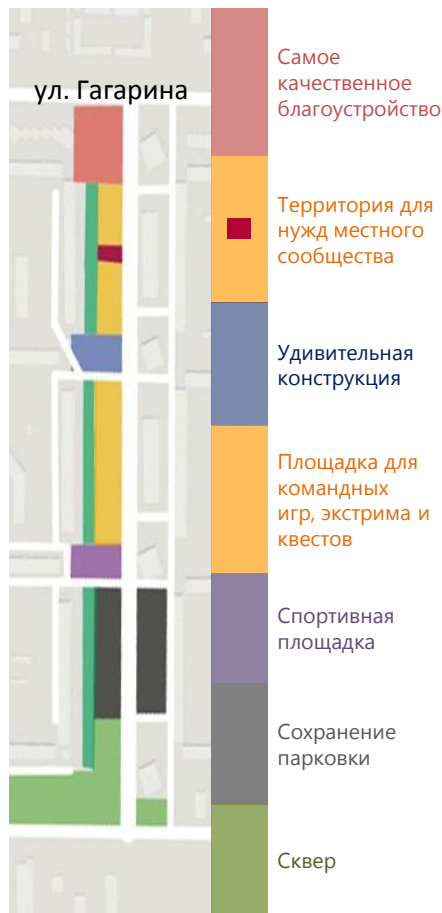 ул. Гагарина
Самое
качественное
благоустройство
Территория для
нужд местного
сообщества
Удивительная
конструкция
Площадка для
командных
игр, экстрима и
квестов
Спортивная
площадка
Сохранение
парковки
Сквер